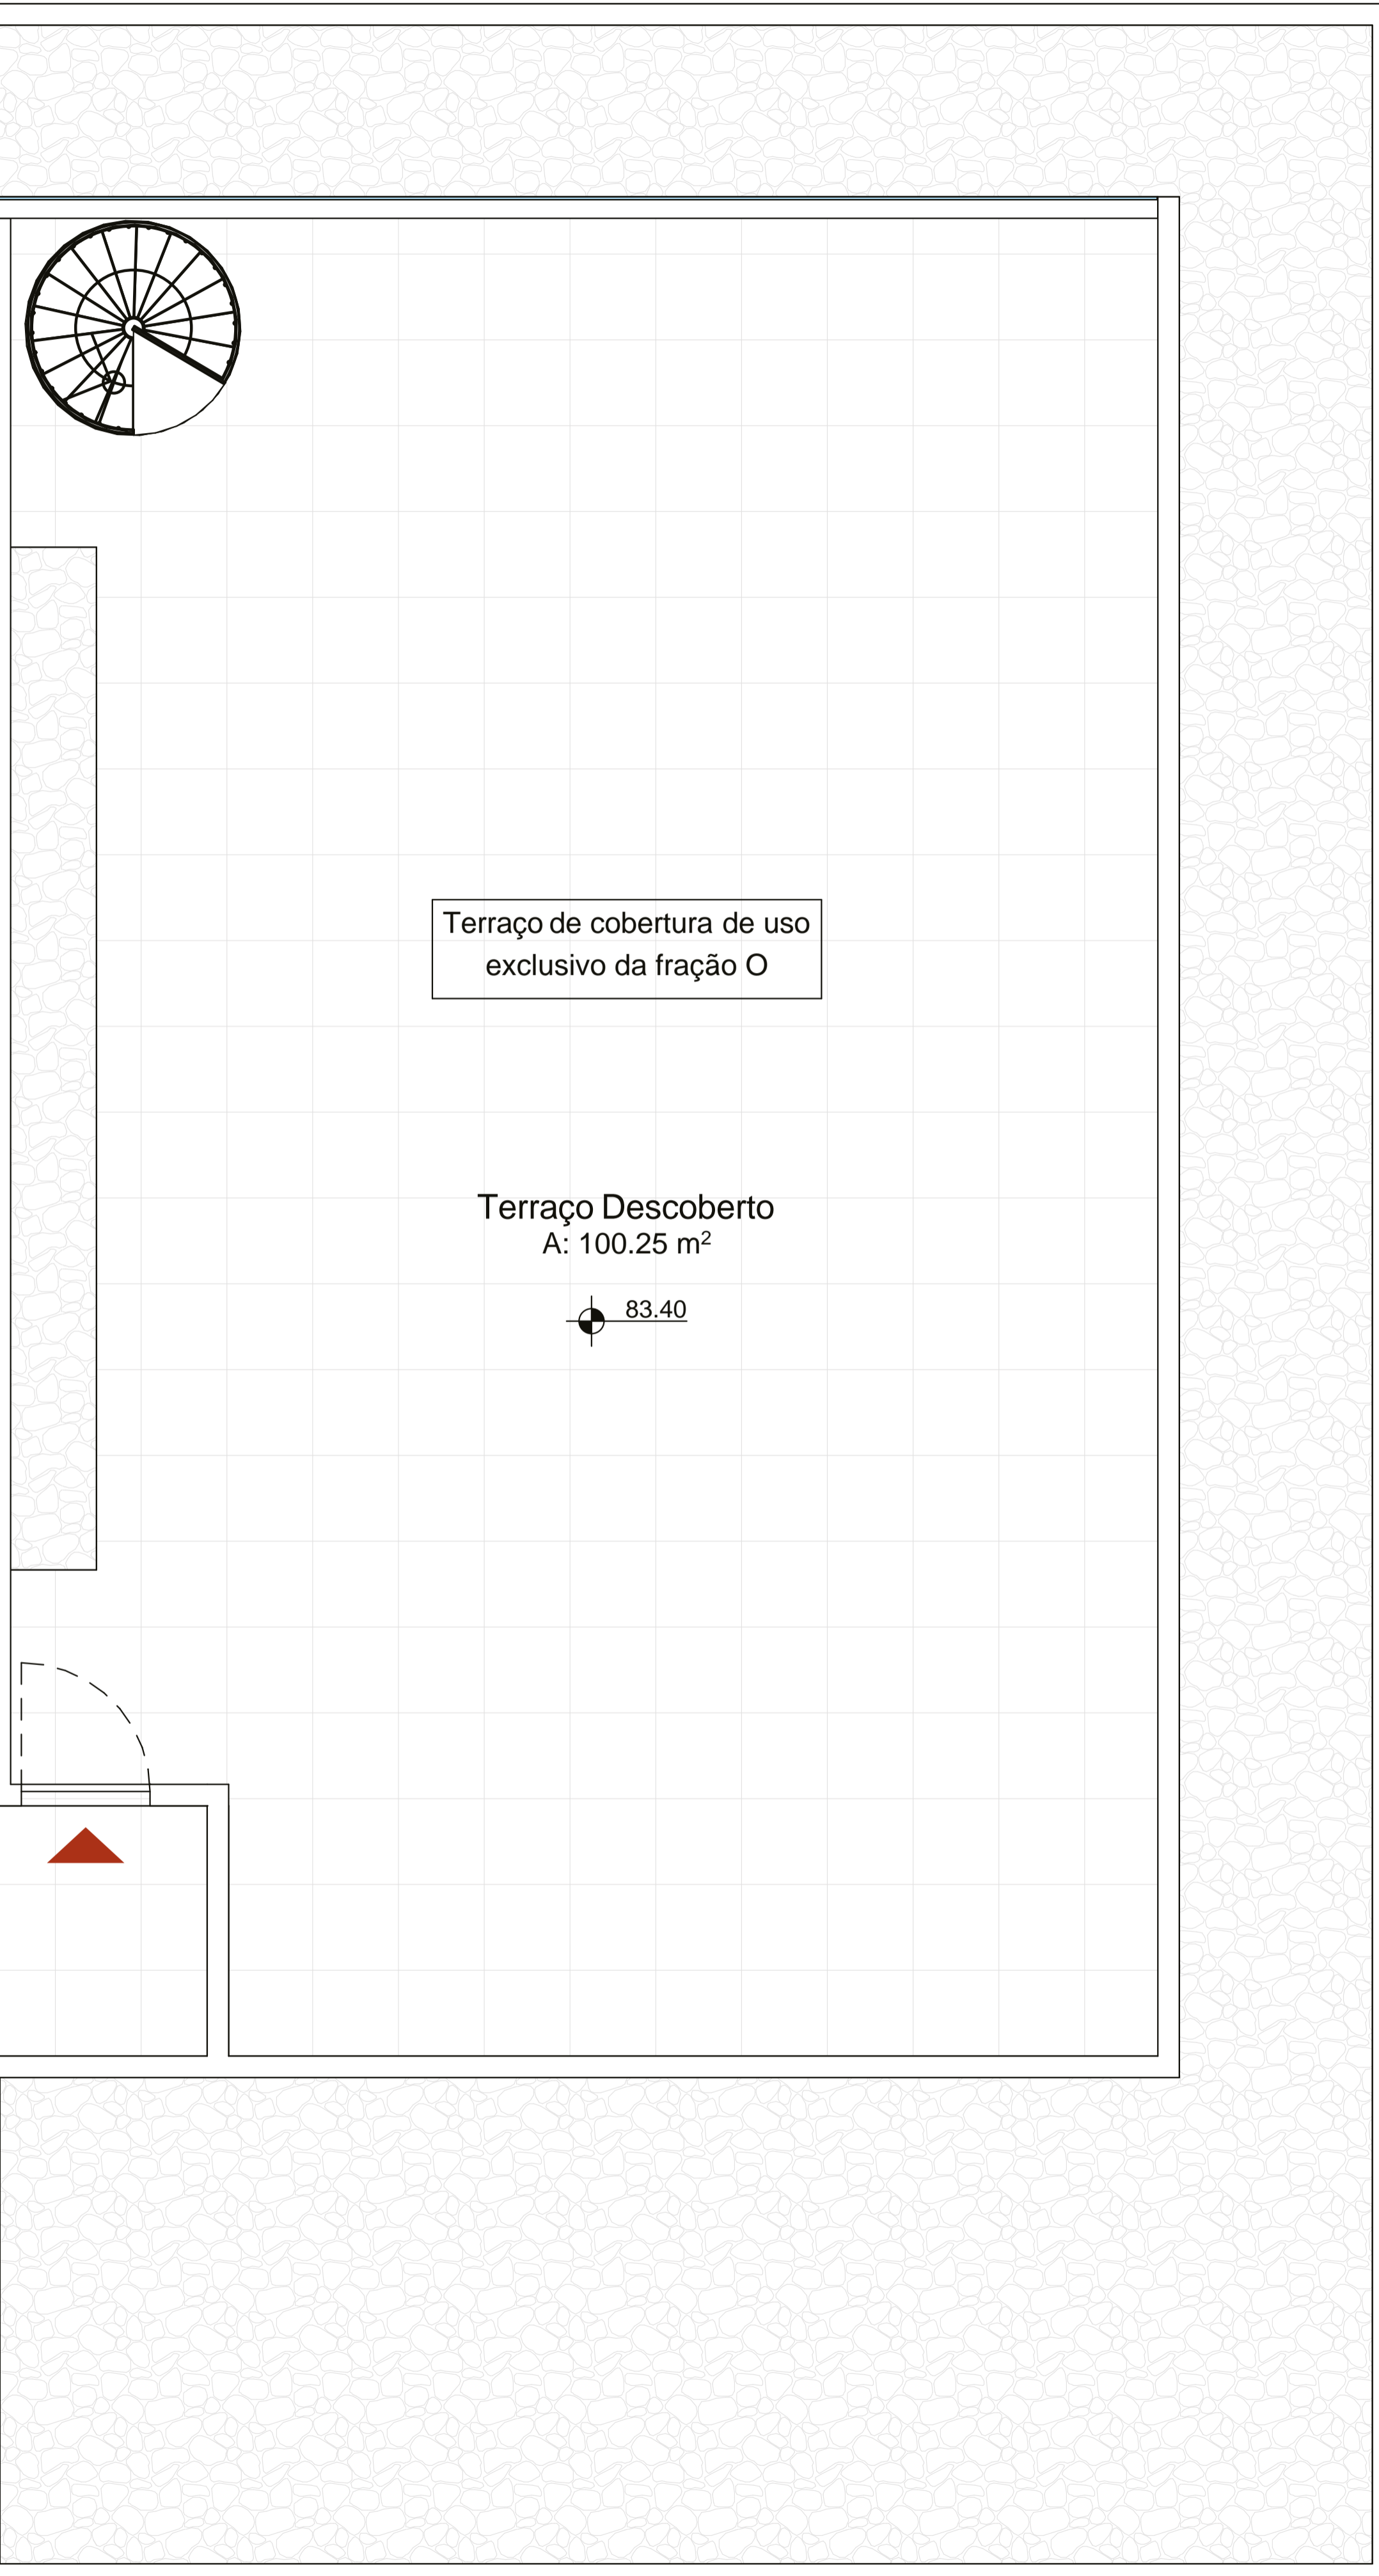 Terraço de cobertura de uso
exclusivo da fração O
Terraço Descoberto
A: 100.25 m²
83.40